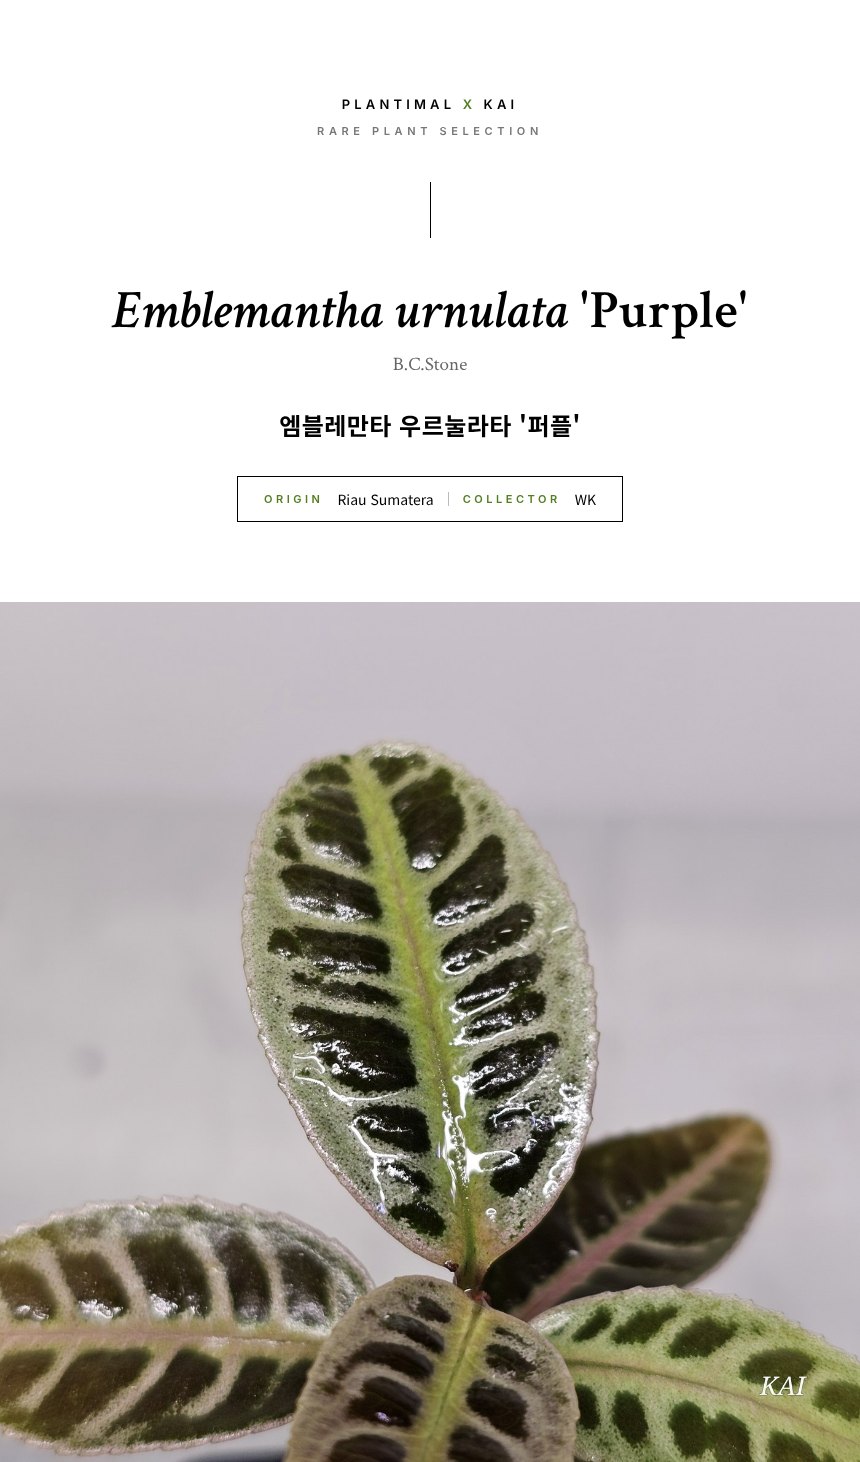 PLANTIMAL X KAI
RARE PLANT SELECTION
Emblemantha urnulata 'Purple'
B.C.Stone
엠블레만타 우르눌라타 '퍼플'
ORIGIN Riau Sumatera | COLLECTOR WK
KAI